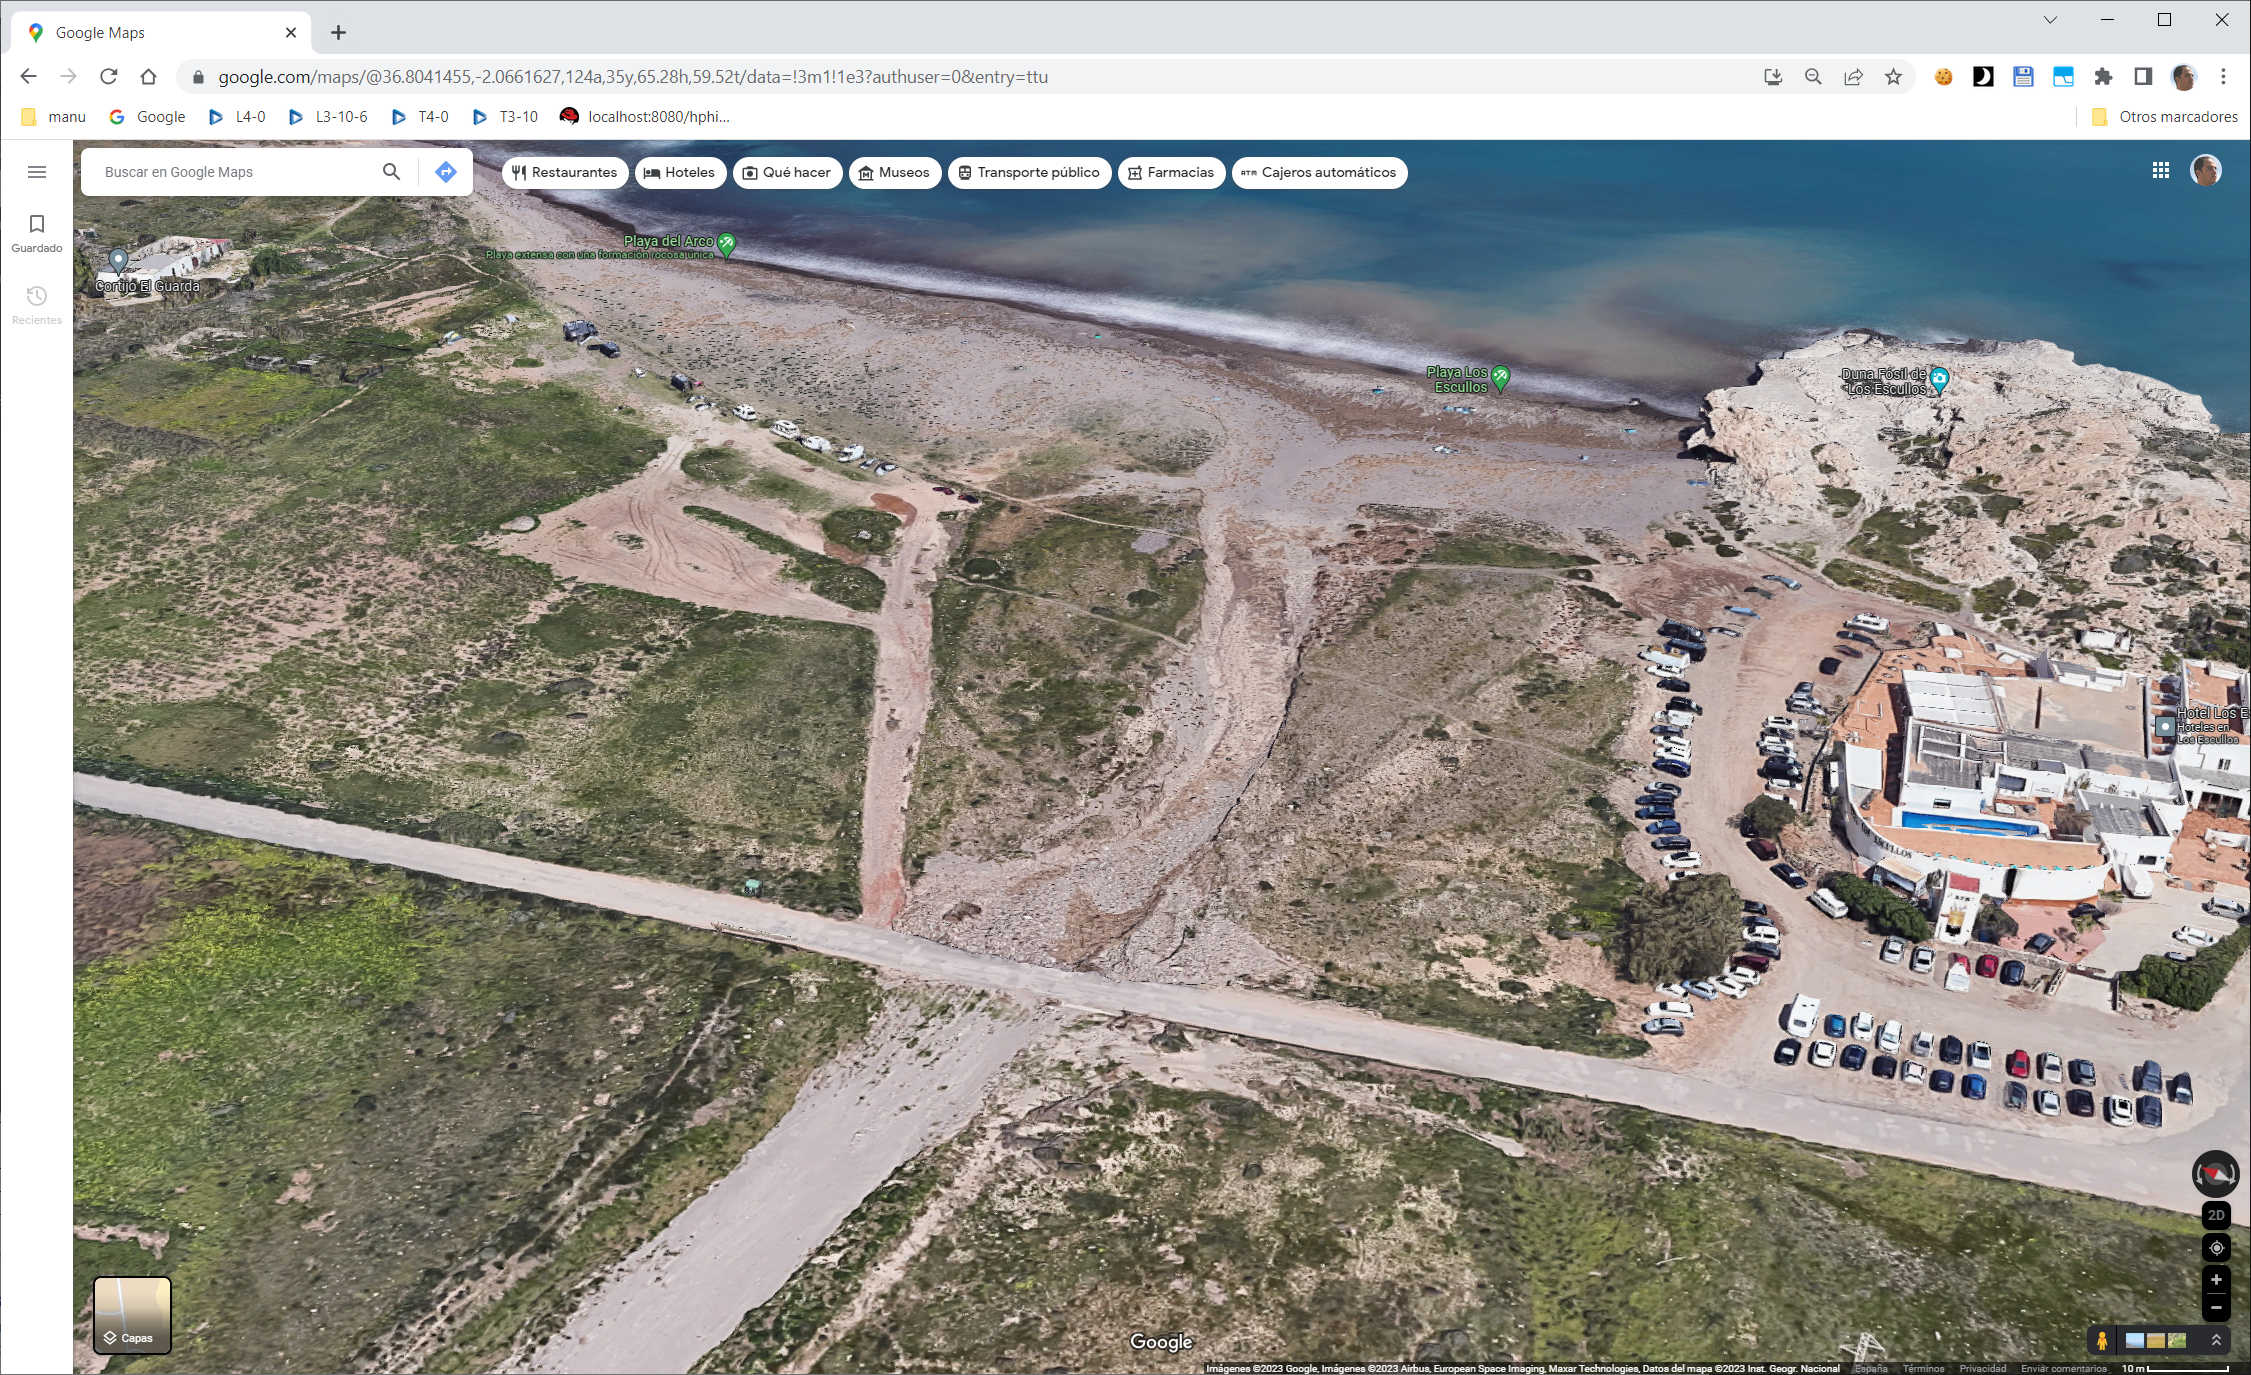 Google Maps
google.com/maps/@36.8041455,-2.0661627,124a,35y,65.28h,59.52t/data=!3m1!1e3?authuser=0&entry=ttu
manu
Google
L4-0
L3-10-6
T4-0
T3-10
localhost:8080/hphi...
Otros marcadores
Buscar en Google Maps
Restaurantes
Hoteles
Qué hacer
Museos
Transporte público
Farmacias
ATM
Cajeros automáticos
Guardado
Recientes
Playa del Arco
Playa extensa con una formación rocosa única
Cortijo El Guarda
Playa Los
Escullos
Duna Fósil de
Los Escullos
Hotel Los E
Hoteles en
Los Escullos
ESCULLOS
2D
Capas
Google
Imágenes ©2023 Google, Imágenes ©2023 Airbus, European Space Imaging, Maxar Technologies, Datos del mapa ©2023 Inst. Geogr. Nacional
España
Términos
Privacidad
Enviar comentarios
10 m